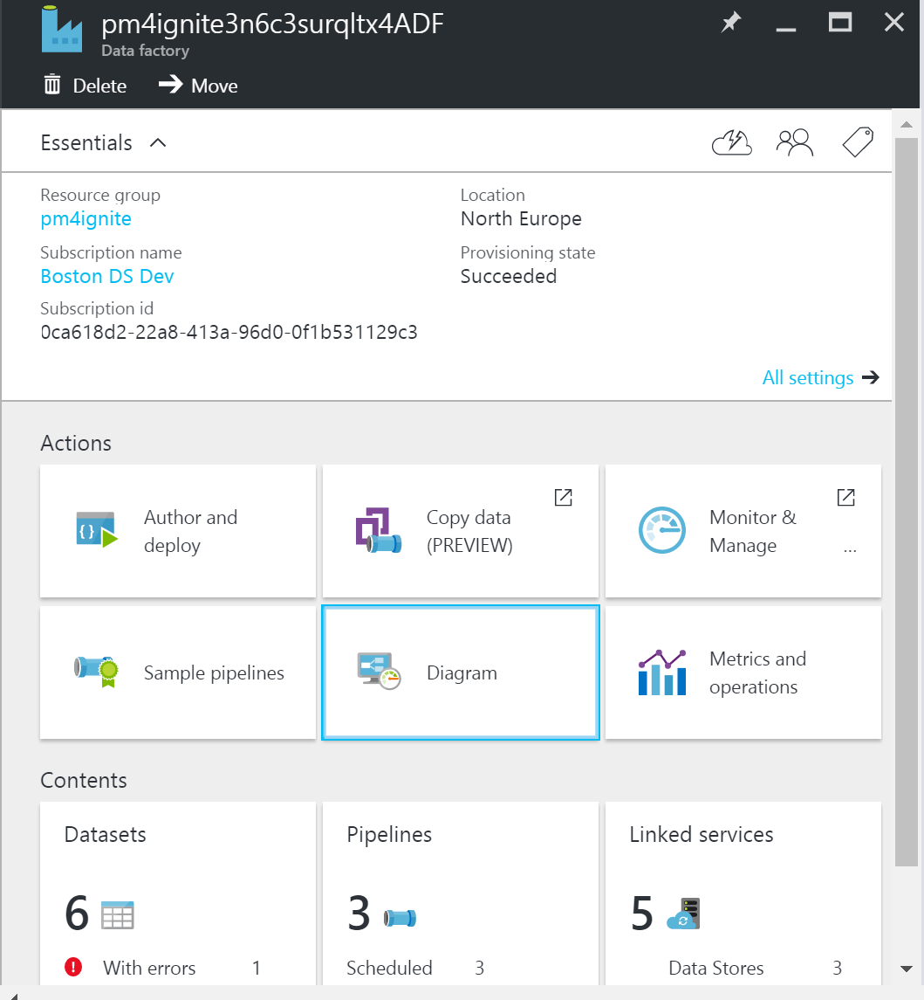 pm4ignite3n6c3surqltx4ADF
Data factory
Delete Move
Essentials
Resource group
pm4ignite
Location
North Europe
Subscription name
Boston DS Dev
Provisioning state
Succeeded
Subscription id
0ca618d2-22a8-413a-96d0-0f1b531129c3
All settings
Actions
Author and
deploy
Copy data
(PREVIEW)
Monitor &
Manage ...
Sample pipelines
Diagram
Metrics and
operations
Contents
Datasets
6
With errors 1
Pipelines
3
Scheduled 3
Linked services
5
Data Stores 3